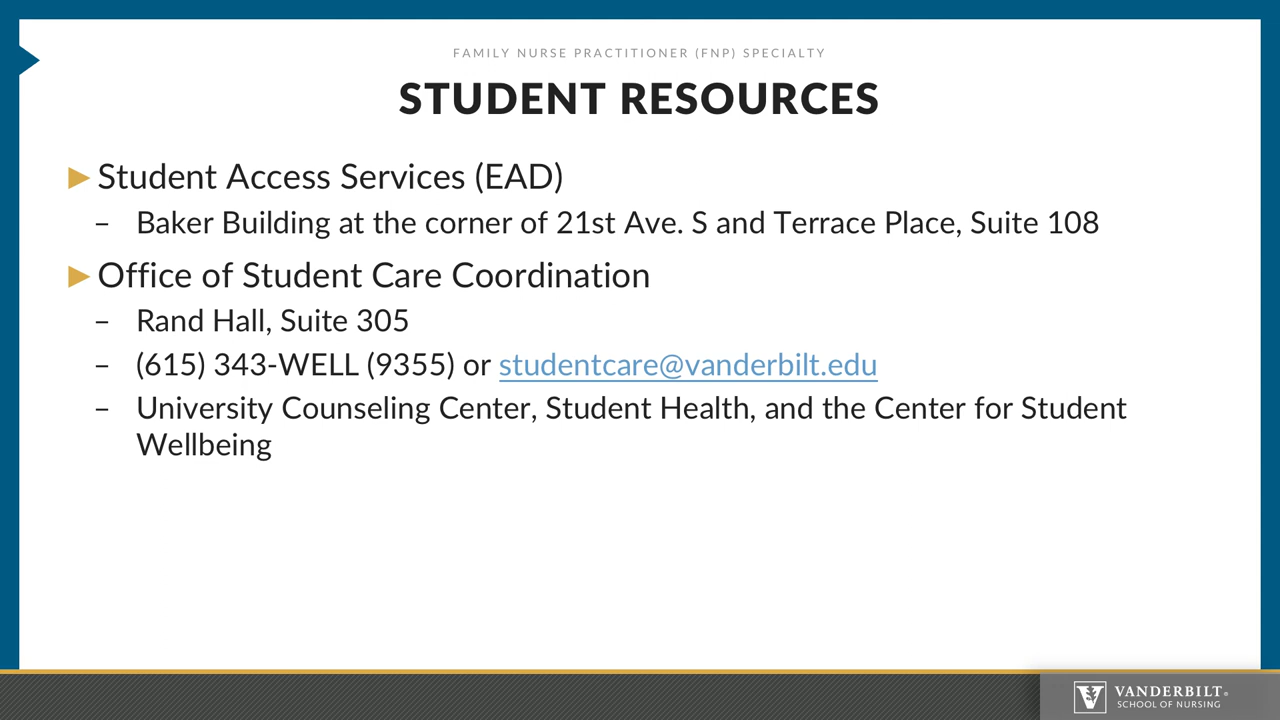 FAMILY NURSE PRACTITIONER (FNP) SPECIALTY
STUDENT RESOURCES
►Student Access Services (EAD)
– Baker Building at the corner of 21st Ave. S and Terrace Place, Suite 108
►Office of Student Care Coordination
– Rand Hall, Suite 305
– (615) 343-WELL (9355) or studentcare@vanderbilt.edu
– University Counseling Center, Student Health, and the Center for Student
Wellbeing
V VANDERBILT®
SCHOOL OF NURSING